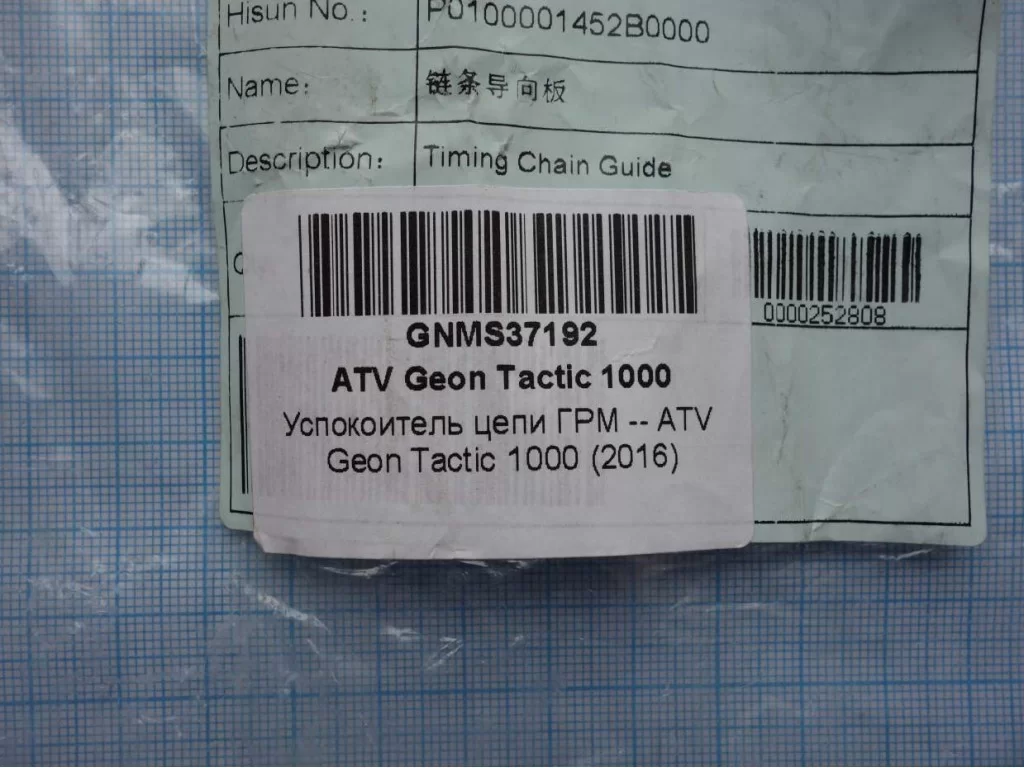 Hisun No.: P0100001452B0000
Name: 链条导向板
Description: Timing Chain Guide
0000252808
GNMS37192
ATV Geon Tactic 1000
Успокоитель цепи ГРМ -- ATV
Geon Tactic 1000 (2016)